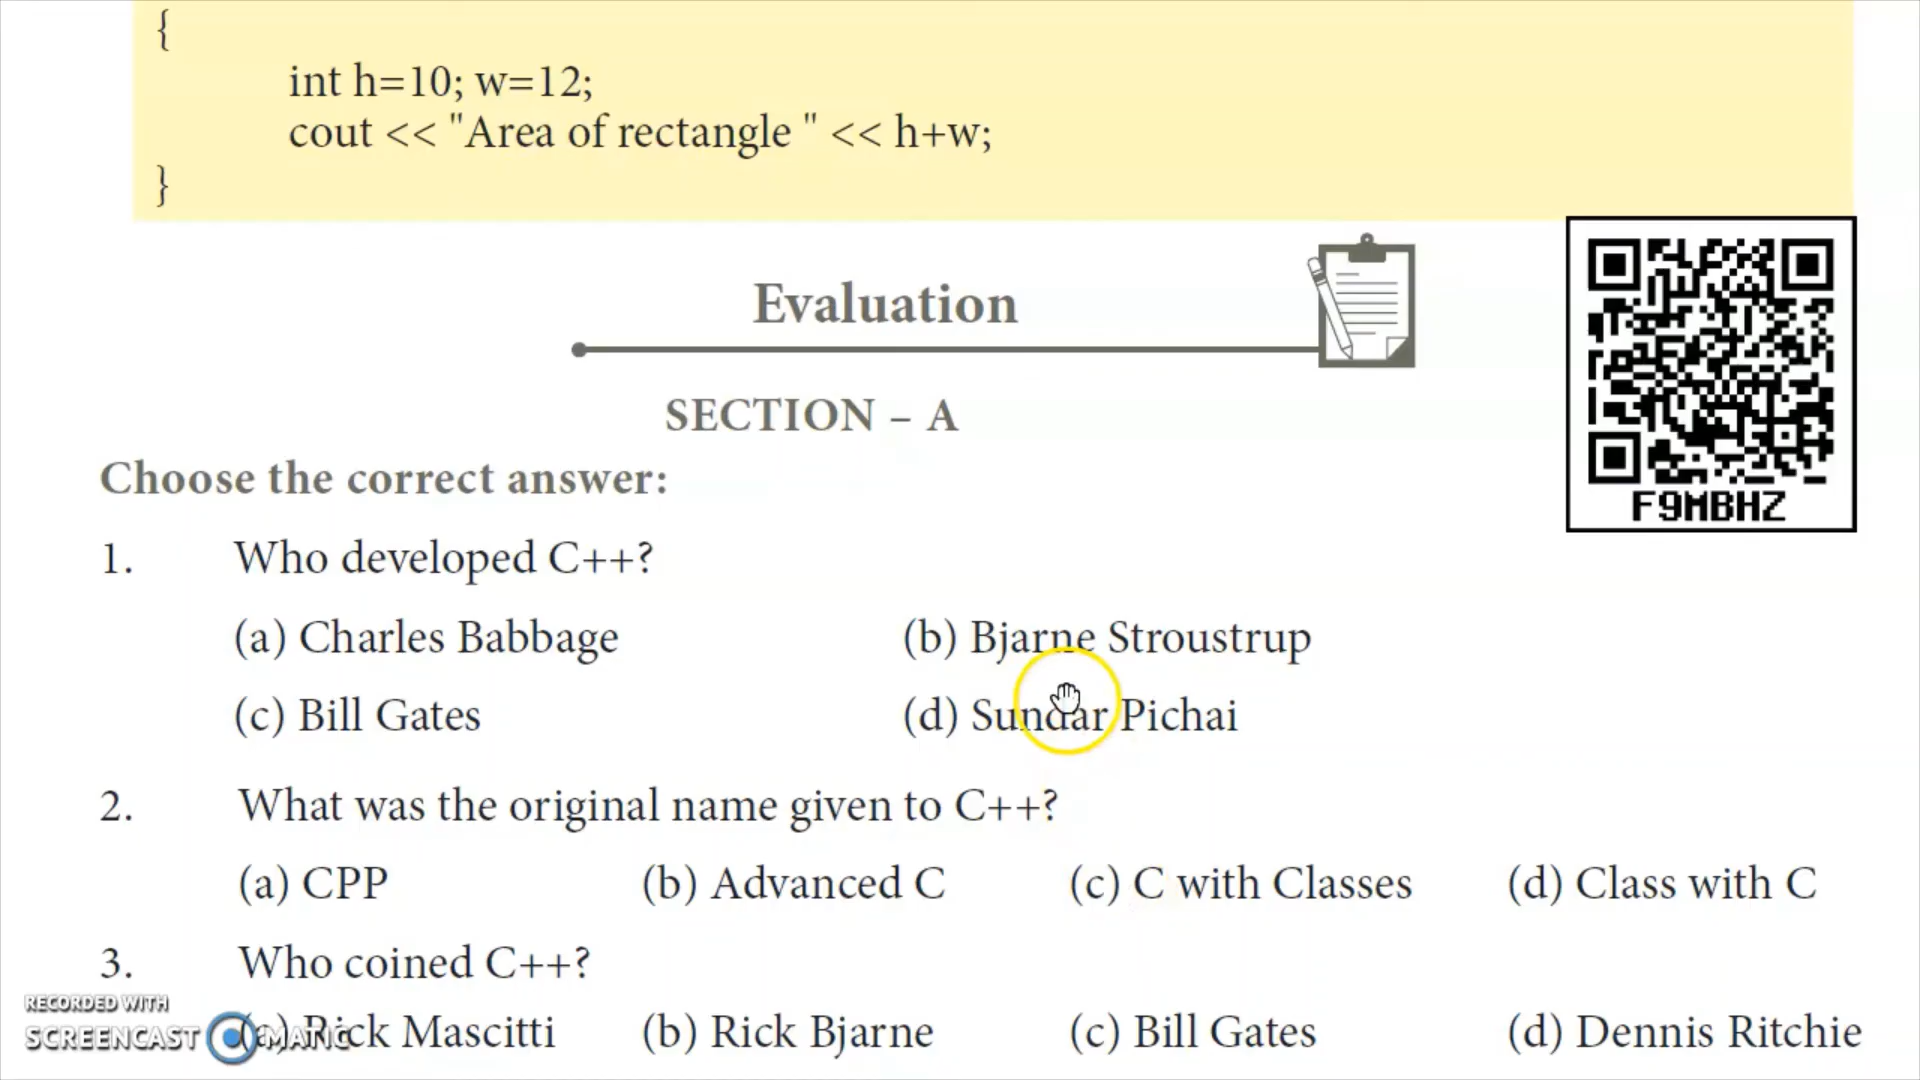 {
int h=10; w=12;
cout << "Area of rectangle " << h+w;
}
Evaluation
SECTION – A
F9MBHZ
Choose the correct answer:
1. Who developed C++?
(a) Charles Babbage (b) Bjarne Stroustrup
(c) Bill Gates (d) Sundar Pichai
2. What was the original name given to C++?
(a) CPP (b) Advanced C (c) C with Classes (d) Class with C
3. Who coined C++?
(a) Rick Mascitti (b) Rick Bjarne (c) Bill Gates (d) Dennis Ritchie
RECORDED WITH
SCREENCAST MATIC